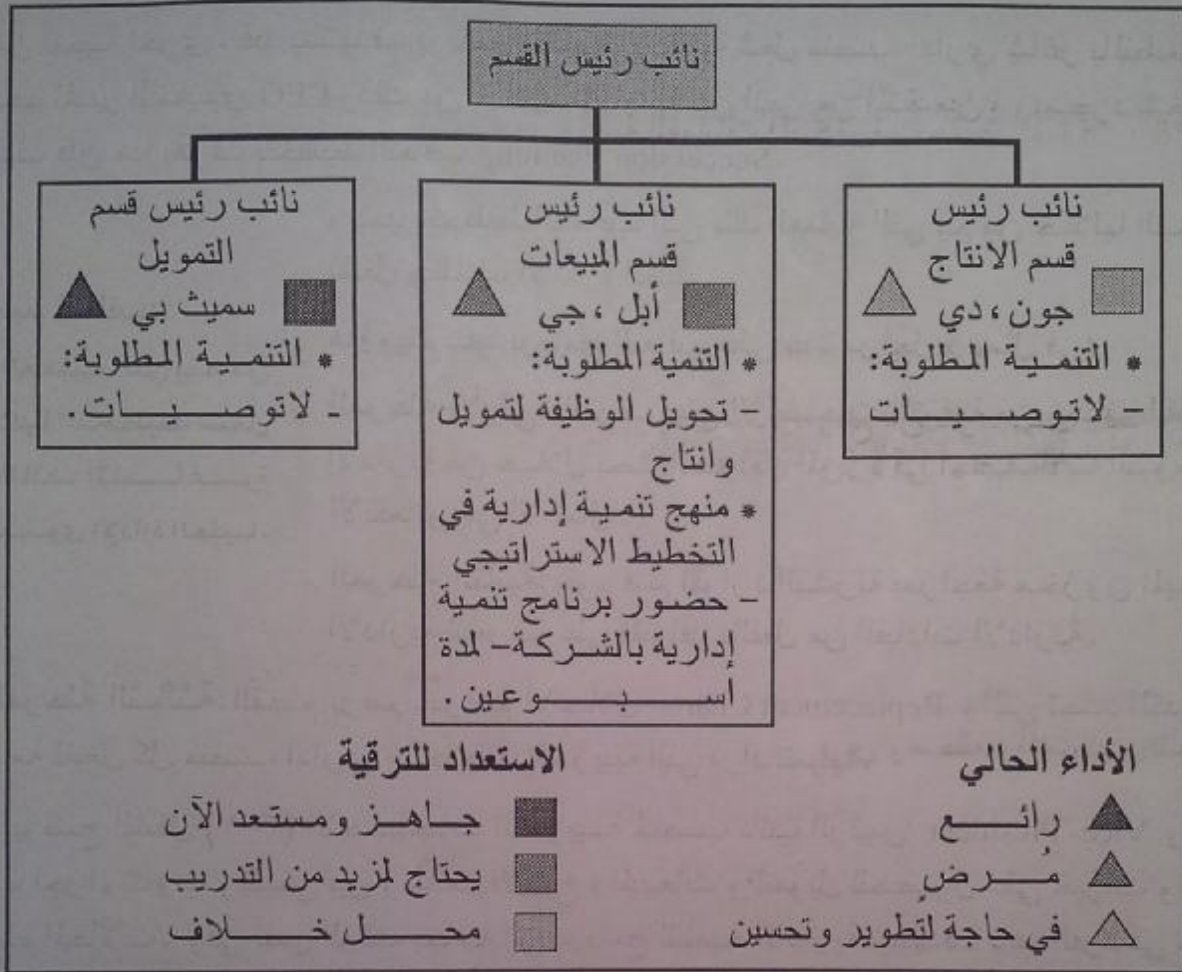 نائب رئيس القسم
نائب رئيس
قسم الانتاج
جون ، دي
* التنمية المطلوبة:
– لاتوصيات
نائب رئيس
قسم المبيعات
أبل ، جي
* التنمية المطلوبة:
– تحويل الوظيفة لتمويل
وانتاج
* منهج تنمية إدارية في
التخطيط الاستراتيجي
– حضور برنامج تنمية
إدارية بالشركة – لمدة
اسبوعين .
نائب رئيس قسم
التمويل
سميث بي
* التنمية المطلوبة:
- لاتوصيات .
الأداء الحالي
رائع
مُرضٍ
في حاجة لتطوير وتحسين
الاستعداد للترقية
جاهز ومستعد الآن
يحتاج لمزيد من التدريب
محل خلاف